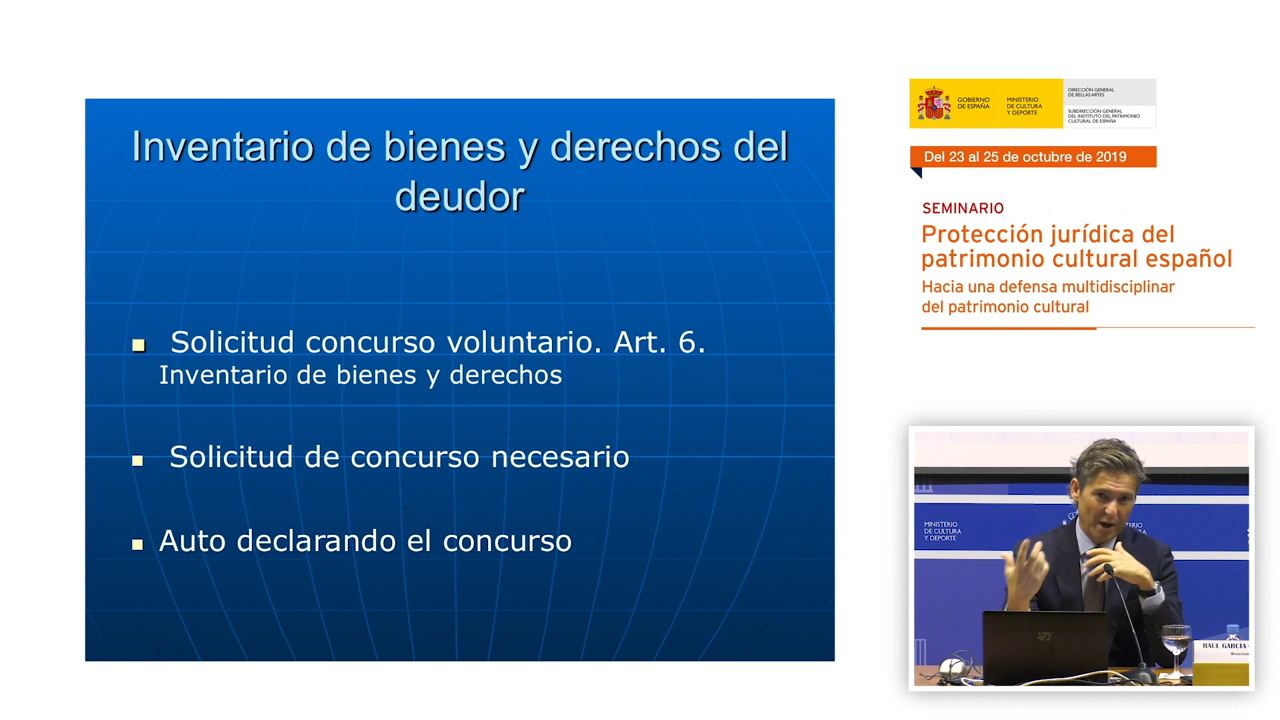 Inventario de bienes y derechos del
deudor
Solicitud concurso voluntario. Art. 6.
Inventario de bienes y derechos
Solicitud de concurso necesario
Auto declarando el concurso
GOBIERNO
DE ESPAÑA
MINISTERIO
DE CULTURA
Y DEPORTE
DIRECCIÓN GENERAL
DE BELLAS ARTES
SUBDIRECCIÓN GENERAL
DEL INSTITUTO DEL PATRIMONIO
CULTURAL DE ESPAÑA
Del 23 al 25 de octubre de 2019
SEMINARIO
Protección jurídica del
patrimonio cultural español
Hacia una defensa multidisciplinar
del patrimonio cultural
MINISTERIO
DE CULTURA
Y DEPORTE
RAUL GARCIA